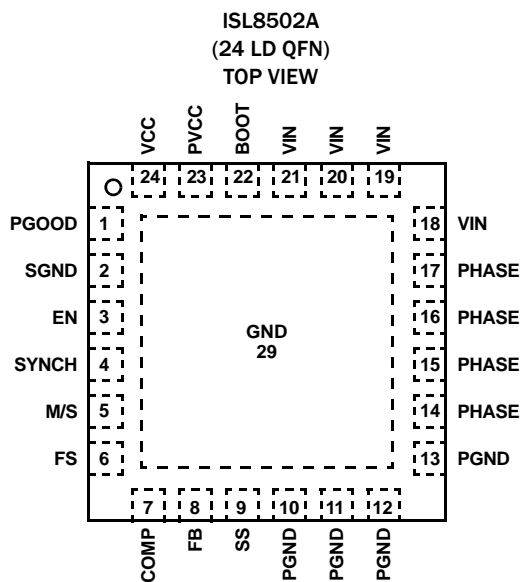 ISL8502A
(24 LD QFN)
TOP VIEW
VCC
PVCC
BOOT
VIN
VIN
VIN
24 23 22 21 20 19
PGOOD 1
18 VIN
SGND 2
17 PHASE
EN 3
16 PHASE
GND
29
SYNCH 4
15 PHASE
M/S 5
14 PHASE
FS 6
13 PGND
7 8 9 10 11 12
COMP
FB
SS
PGND
PGND
PGND